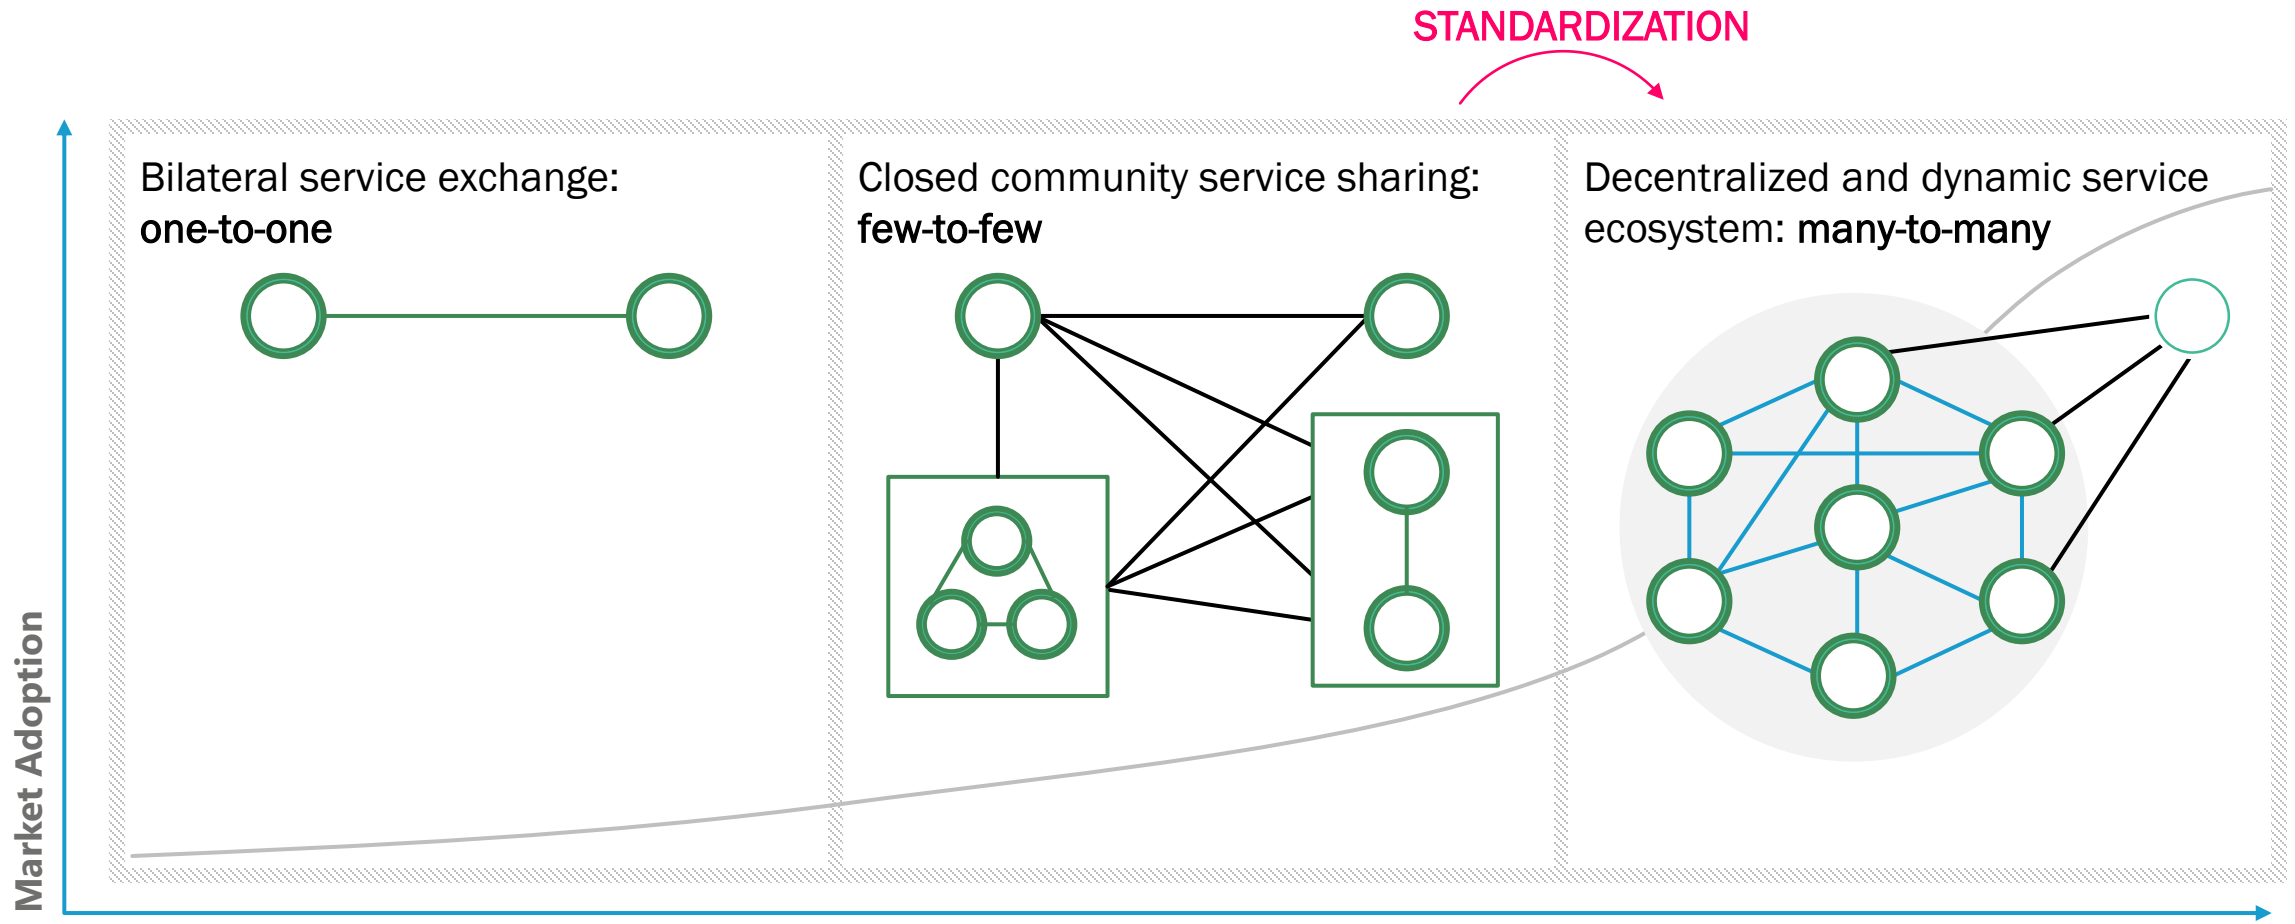 STANDARDIZATION
Bilateral service exchange:
one-to-one
Closed community service sharing:
few-to-few
Decentralized and dynamic service
ecosystem: many-to-many
Market Adoption